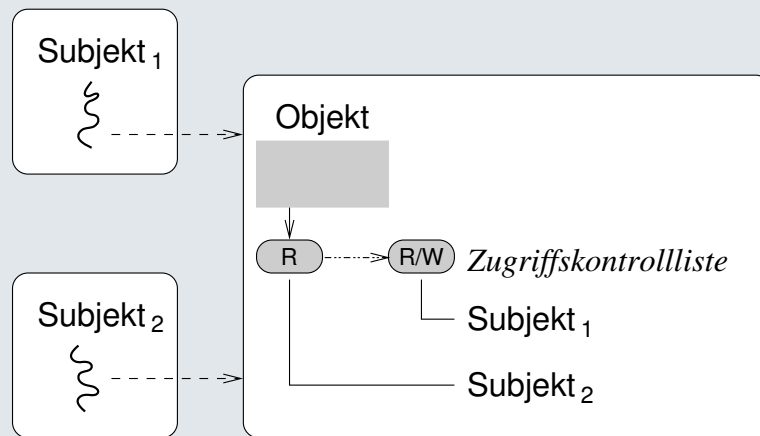 Subjekt 1
Objekt
R R/W Zugriffskontrollliste
Subjekt 2
Subjekt 1
Subjekt 2